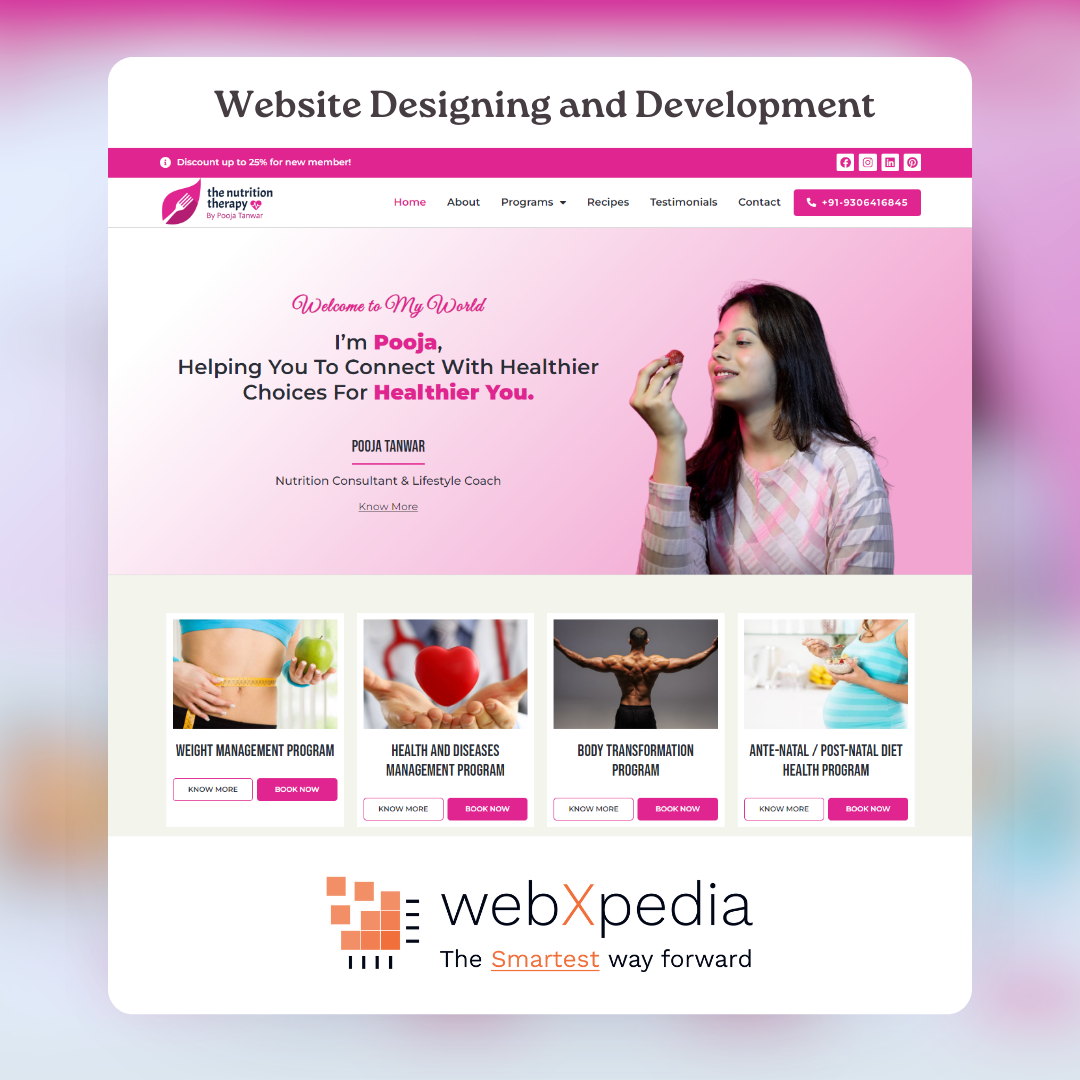 Website Designing and Development
Discount up to 25% for new member!
the nutrition
therapy
By Pooja Tanwar
Home About Programs Recipes Testimonials Contact +91-9306416845
Welcome to My World
I'm Pooja,
Helping You To Connect With Healthier
Choices For Healthier You.
POOJA TANWAR
Nutrition Consultant & Lifestyle Coach
Know More
WEIGHT MANAGEMENT PROGRAM
KNOW MORE BOOK NOW
HEALTH AND DISEASES
MANAGEMENT PROGRAM
KNOW MORE BOOK NOW
BODY TRANSFORMATION
PROGRAM
KNOW MORE BOOK NOW
ANTE-NATAL / POST-NATAL DIET
HEALTH PROGRAM
KNOW MORE BOOK NOW
webXpedia
The Smartest way forward